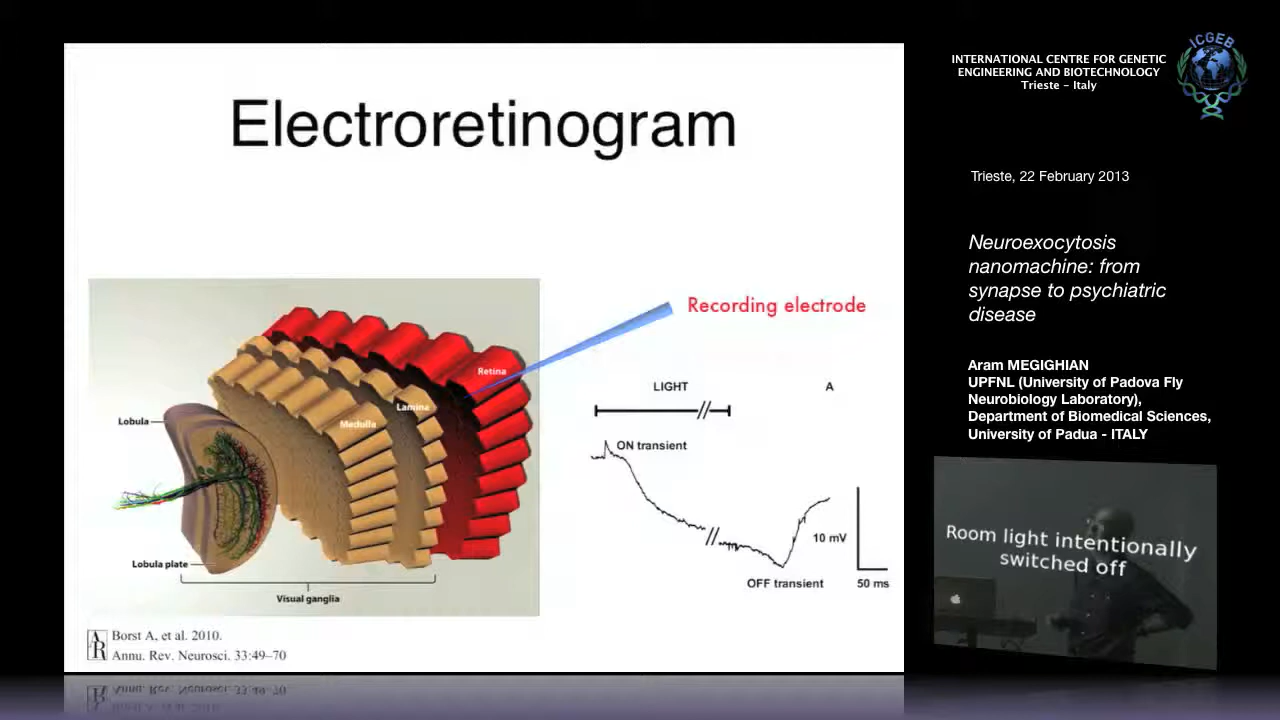 Electroretinogram
Recording electrode
Retina
Lamina
Medulla
Lobula
Lobula plate
Visual ganglia
LIGHT
A
ON transient
10 mV
OFF transient
50 ms
A
R
Borst A, et al. 2010.
Annu. Rev. Neurosci. 33:49–70
INTERNATIONAL CENTRE FOR GENETIC
ENGINEERING AND BIOTECHNOLOGY
Trieste - Italy
ICGEB
Trieste, 22 February 2013
Neuroexocytosis
nanomachine: from
synapse to psychiatric
disease
Aram MEGIGHIAN
UPFNL (University of Padova Fly
Neurobiology Laboratory),
Department of Biomedical Sciences,
University of Padua - ITALY
Room light intentionally
switched off